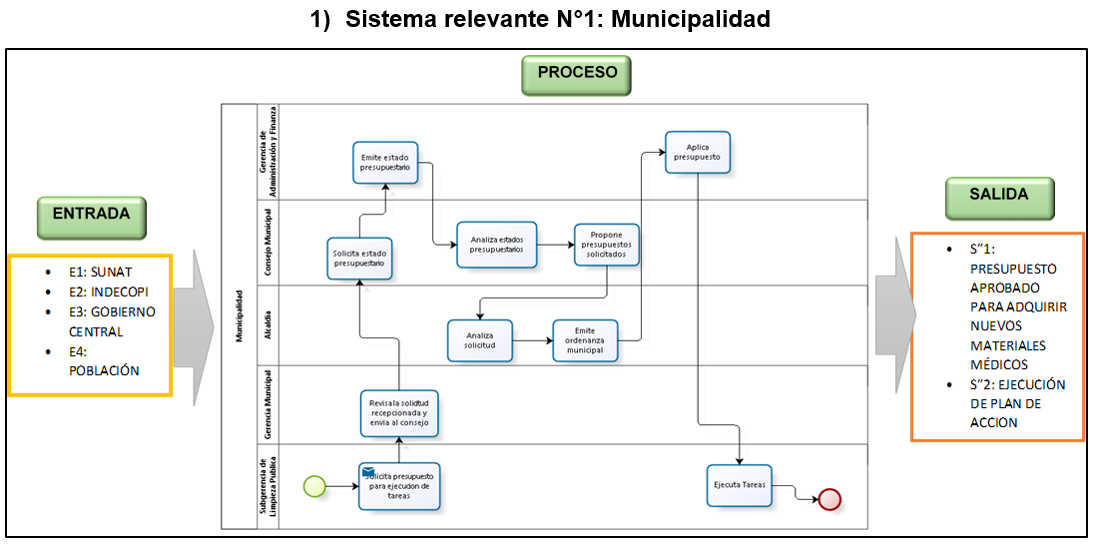 1) Sistema relevante N°1: Municipalidad
PROCESO
ENTRADA
• E1: SUNAT
• E2: INDECOPI
• E3: GOBIERNO
CENTRAL
• E4:
POBLACIÓN
Municipalidad
Gerencia de
Administración y Finanza
Emite estado
presupuestario
Aplica
presupuesto
Consejo Municipal
Solicita estado
presupuestario
Analiza estados
presupuestarios
Propone
presupuestos
solicitados
Alcaldia
Analiza
solicitud
Emite
ordenanza
municipal
Gerencia Municipal
Revisa la solicitud
recepcionada y
envia al consejo
Subgerencia de
Limpieza Publica
Solicita presupuesto
para ejecucion de
tareas
Ejecuta Tareas
SALIDA
• S”1:
PRESUPUESTO
APROBADO
PARA ADQUIRIR
NUEVOS
MATERIALES
MÉDICOS
• S”2: EJECUCIÓN
DE PLAN DE
ACCION